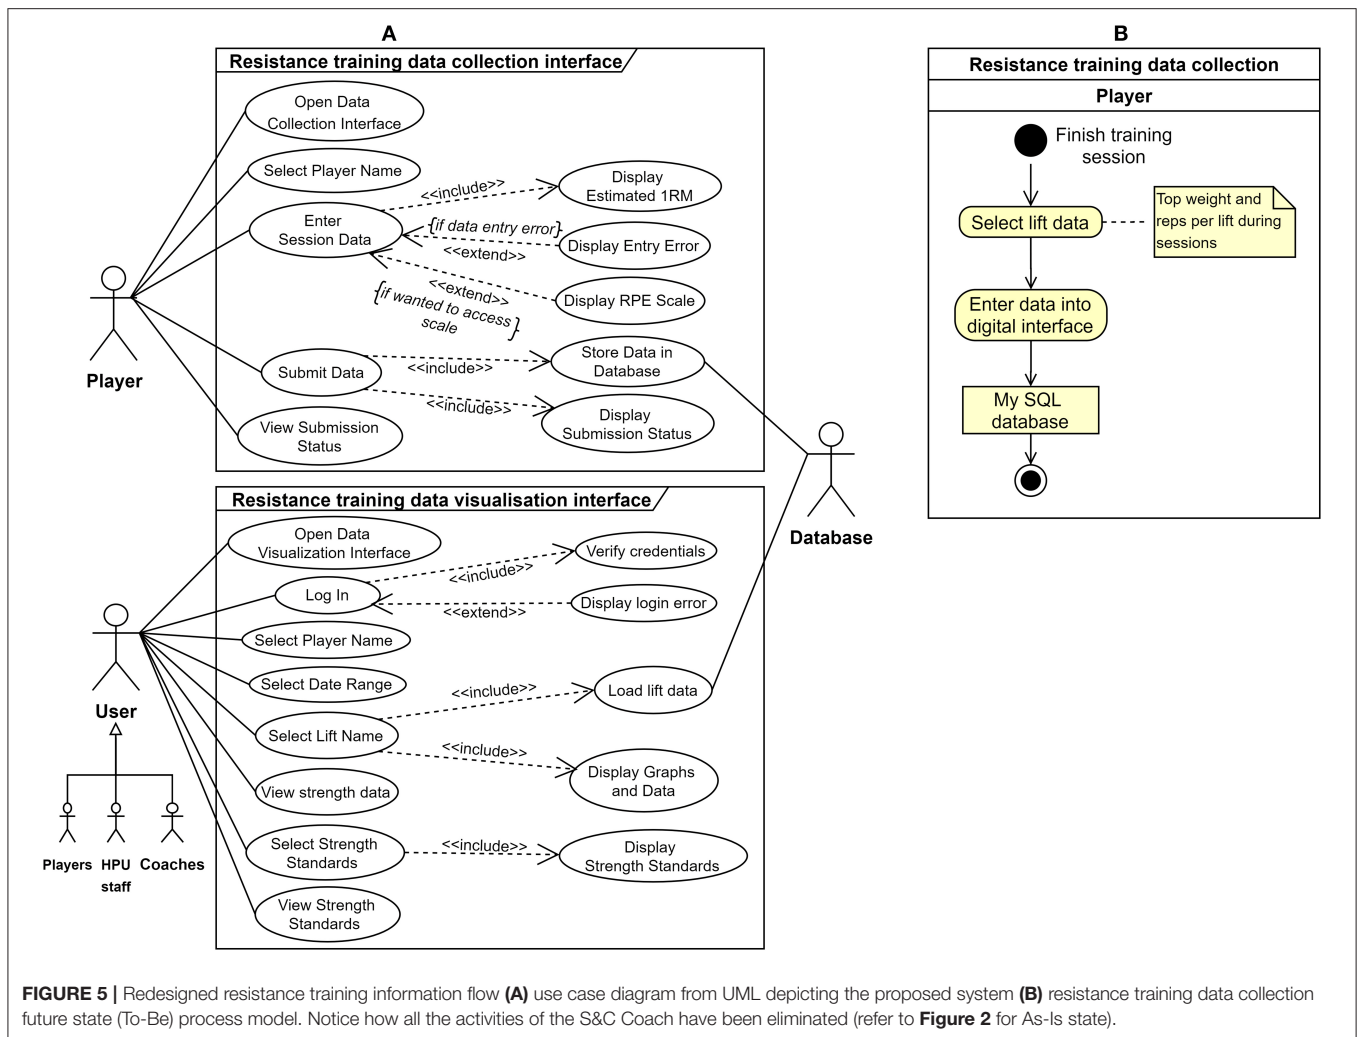 A
Resistance training data collection interface
Open Data
Collection Interface
Select Player Name
Enter
Session Data
<<include>>
Display
Estimated 1RM
{if data entry error}
<<extend>>
Display Entry Error
<<extend>>
{if wanted to access
scale}
Display RPE Scale
Player
Submit Data
<<include>>
Store Data in
Database
<<include>>
Display
Submission Status
View Submission
Status
Database
Resistance training data visualisation interface
Open Data
Visualization Interface
Log In
<<include>>
Verify credentials
<<extend>>
Display login error
Select Player Name
Select Date Range
User
Select Lift Name
<<include>>
Load lift data
<<include>>
Display Graphs
and Data
View strength data
Select Strength
Standards
<<include>>
Display
Strength Standards
View Strength
Standards
Players
HPU
staff
Coaches
B
Resistance training data collection
Player
Finish training
session
Select lift data
Top weight and
reps per lift during
sessions
Enter data into
digital interface
My SQL
database
FIGURE 5 | Redesigned resistance training information flow (A) use case diagram from UML depicting the proposed system (B) resistance training data collection
future state (To-Be) process model. Notice how all the activities of the S&C Coach have been eliminated (refer to Figure 2 for As-Is state).